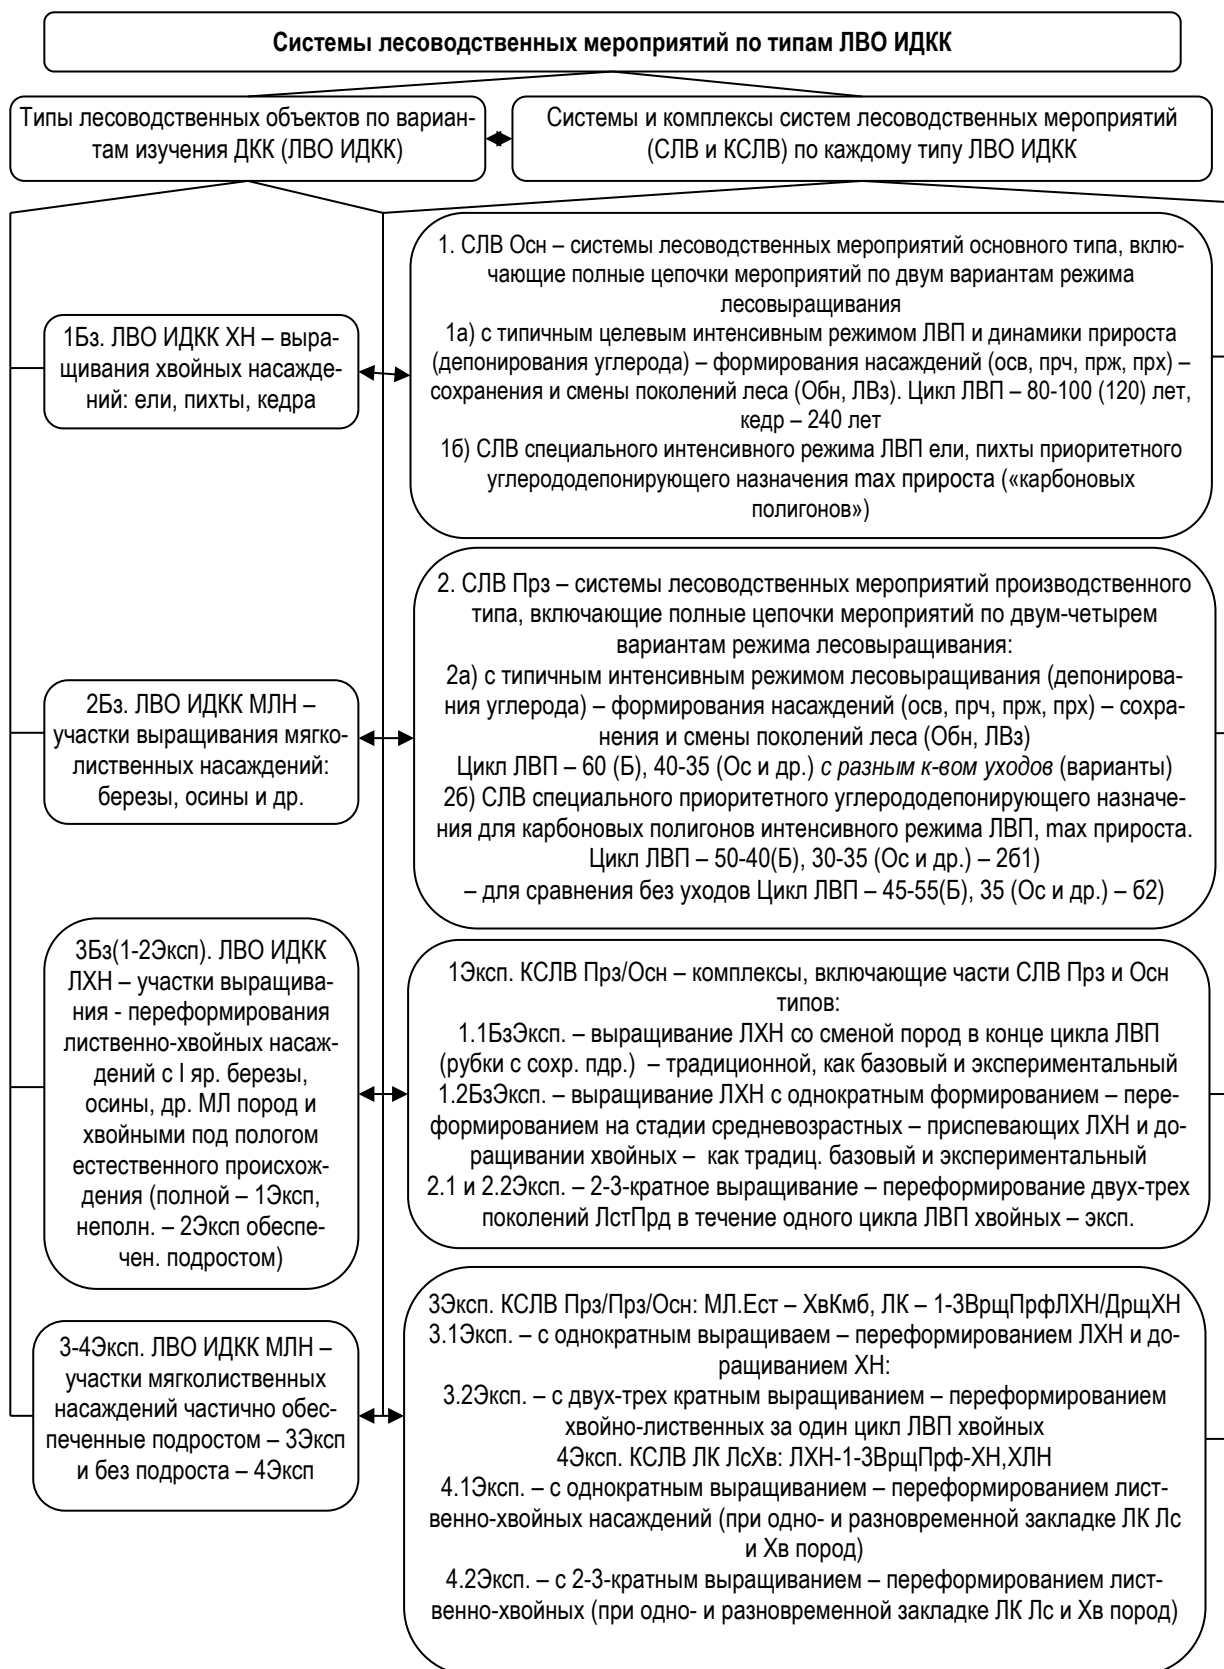 Системы лесоводственных мероприятий по типам ЛВО ИДКК
Типы лесоводственных объектов по вариан-
там изучения ДКК (ЛВО ИДКК)
Системы и комплексы систем лесоводственных мероприятий
(СЛВ и КСЛВ) по каждому типу ЛВО ИДКК
1Бз. ЛВО ИДКК ХН – выра-
щивания хвойных насажде-
ний: ели, пихты, кедра
1. СЛВ Осн – системы лесоводственных мероприятий основного типа, вклю-
чающие полные цепочки мероприятий по двум вариантам режима
лесовыращивания
1а) с типичным целевым интенсивным режимом ЛВП и динамики прироста
(депонирования углерода) – формирования насаждений (осв, прч, прж, прх) –
сохранения и смены поколений леса (Обн, ЛВз). Цикл ЛВП – 80-100 (120) лет,
кедр – 240 лет
1б) СЛВ специального интенсивного режима ЛВП ели, пихты приоритетного
углерододепонирующего назначения max прироста («карбоновых
полигонов»)
2Бз. ЛВО ИДКК МЛН –
участки выращивания мягко-
лиственных насаждений:
березы, осины и др.
2. СЛВ Прз – системы лесоводственных мероприятий производственного
типа, включающие полные цепочки мероприятий по двум-четырем
вариантам режима лесовыращивания:
2а) с типичным интенсивным режимом лесовыращивания (депонирова-
ния углерода) – формирования насаждений (осв, прч, прж, прх) – сохра-
нения и смены поколений леса (Обн, ЛВз)
Цикл ЛВП – 60 (Б), 40-35 (Ос и др.) с разным к-вом уходов (варианты)
2б) СЛВ специального приоритетного углерододепонирующего назначе-
ния для карбоновых полигонов интенсивного режима ЛВП, max прироста.
Цикл ЛВП – 50-40(Б), 30-35 (Ос и др.) – 2б1)
– для сравнения без уходов Цикл ЛВП – 45-55(Б), 35 (Ос и др.) – б2)
3Бз(1-2Эксп). ЛВО ИДКК
ЛХН – участки выращива-
ния - переформирования
лиственно-хвойных насаж-
дений с I яр. березы,
осины, др. МЛ пород и
хвойными под пологом
естественного происхож-
дения (полной – 1Эксп,
неполн. – 2Эксп обеспе-
чен. подростом)
1Эксп. КСЛВ Прз/Осн – комплексы, включающие части СЛВ Прз и Осн
типов:
1.1БзЭксп. – выращивание ЛХН со сменой пород в конце цикла ЛВП
(рубки с сохр. пдр.) – традиционной, как базовый и экспериментальный
1.2БзЭксп. – выращивание ЛХН с однократным формированием – пере-
формированием на стадии средневозрастных – приспевающих ЛХН и до-
ращивании хвойных – как традиц. базовый и экспериментальный
2.1 и 2.2Эксп. – 2-3-кратное выращивание – переформирование двух-трех
поколений ЛстПрд в течение одного цикла ЛВП хвойных – эксп.
3-4Эксп. ЛВО ИДКК МЛН –
участки мягколиственных
насаждений частично обес-
печенные подростом – 3Эксп
и без подроста – 4Эксп
3Эксп. КСЛВ Прз/Прз/Осн: МЛ.Ест – ХвКмб, ЛК – 1-3ВрщПрфЛХН/ДрщХН
3.1Эксп. – с однократным выращиваем – переформированием ЛХН и до-
ращиванием ХН:
3.2Эксп. – с двух-трех кратным выращиванием – переформированием
хвойно-лиственных за один цикл ЛВП хвойных
4Эксп. КСЛВ ЛК ЛсХв: ЛХН-1-3ВрщПрф-ХН,ХЛН
4.1Эксп. – с однократным выращиванием – переформированием лист-
венно-хвойных насаждений (при одно- и разновременной закладке ЛК Лс
и Хв пород)
4.2Эксп. – с 2-3-кратным выращиванием – переформированием лист-
венно-хвойных (при одно- и разновременной закладке ЛК Лс и Хв пород)